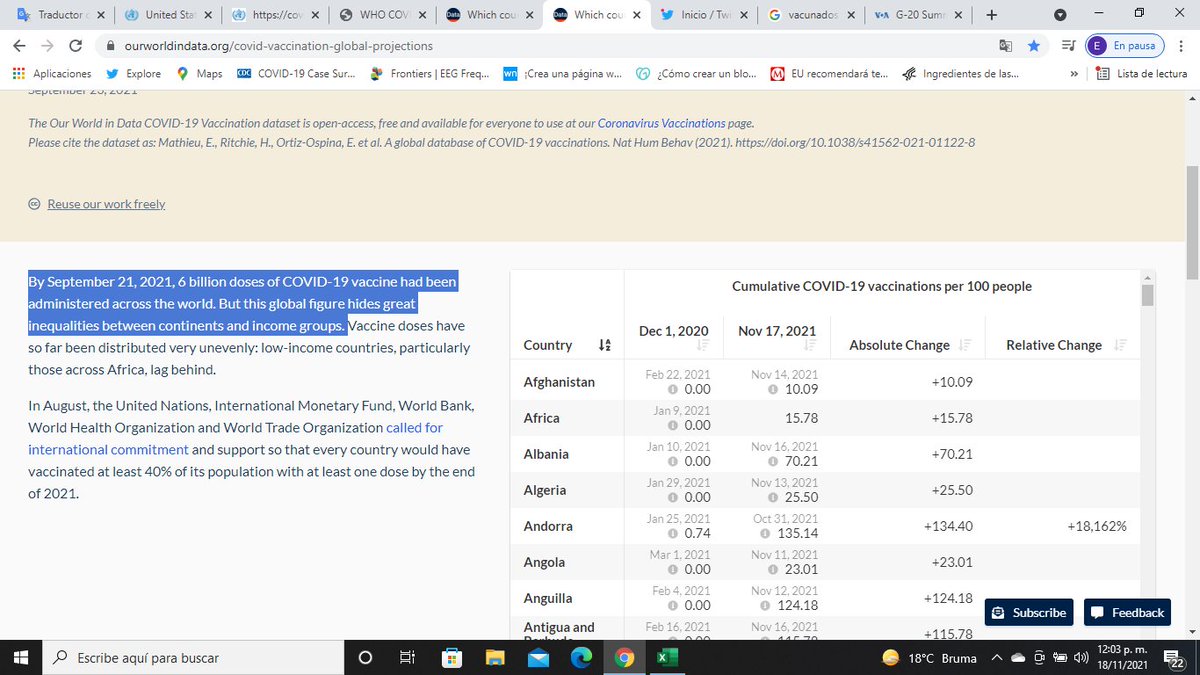 Traductor
United Stat
https://cov
WHO COVI
Which cou
Which cou
Inicio / Twi
vacunados
G-20 Summ
ourworldindata.org/covid-vaccination-global-projections
E En pausa
Aplicaciones
Explore
Maps
CDC COVID-19 Case Sur...
Frontiers | EEG Freq...
wn ¡Crea una página w...
¿Cómo crear un blo...
M EU recomendará te...
Ingredientes de las...
»
Lista de lectura
September 23, 2021
The Our World in Data COVID-19 Vaccination dataset is open-access, free and available for everyone to use at our Coronavirus Vaccinations page.
Please cite the dataset as: Mathieu, E., Ritchie, H., Ortiz-Ospina, E. et al. A global database of COVID-19 vaccinations. Nat Hum Behav (2021). https://doi.org/10.1038/s41562-021-01122-8
Reuse our work freely
By September 21, 2021, 6 billion doses of COVID-19 vaccine had been
administered across the world. But this global figure hides great
inequalities between continents and income groups. Vaccine doses have
so far been distributed very unevenly: low-income countries, particularly
those across Africa, lag behind.
In August, the United Nations, International Monetary Fund, World Bank,
World Health Organization and World Trade Organization called for
international commitment and support so that every country would have
vaccinated at least 40% of its population with at least one dose by the end
of 2021.
Cumulative COVID-19 vaccinations per 100 people
Country Dec 1, 2020 Nov 17, 2021 Absolute Change Relative Change
Feb 22, 2021 Nov 14, 2021
Afghanistan 0.00 10.09 +10.09
Jan 9, 2021
Africa 0.00 15.78 +15.78
Jan 10, 2021 Nov 16, 2021
Albania 0.00 70.21 +70.21
Jan 29, 2021 Nov 13, 2021
Algeria 0.00 25.50 +25.50
Jan 25, 2021 Oct 31, 2021
Andorra 0.74 135.14 +134.40 +18,162%
Mar 1, 2021 Nov 11, 2021
Angola 0.00 23.01 +23.01
Feb 4, 2021 Nov 12, 2021
Anguilla 0.00 124.18 +124.18
Feb 16, 2021 Nov 16, 2021
Antigua and Barbuda 0.00 115.78 +115.78
Subscribe
Feedback
Escribe aquí para buscar
18°C Bruma
12:03 p. m.
18/11/2021
22